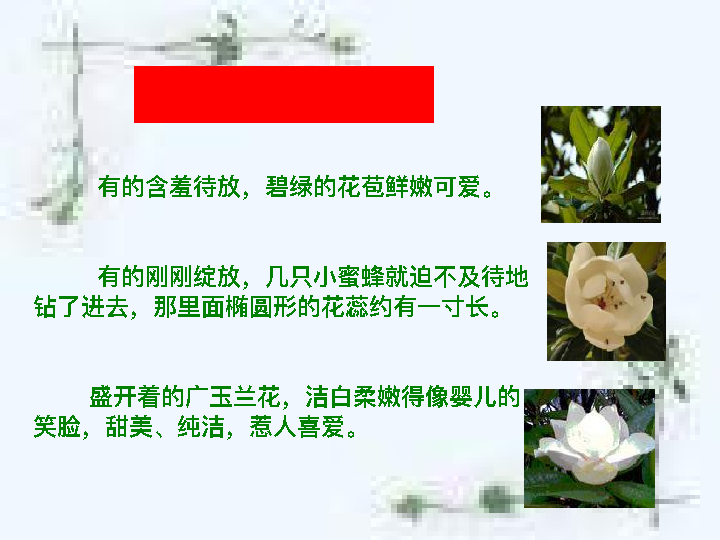 有的含羞待放，碧绿的花苞鲜嫩可爱。
有的刚刚绽放，几只小蜜蜂就迫不及待地
钻了进去，那里面椭圆形的花蕊约有一寸长。
盛开着的广玉兰花，洁白柔嫩得像婴儿的
笑脸，甜美、纯洁，惹人喜爱。